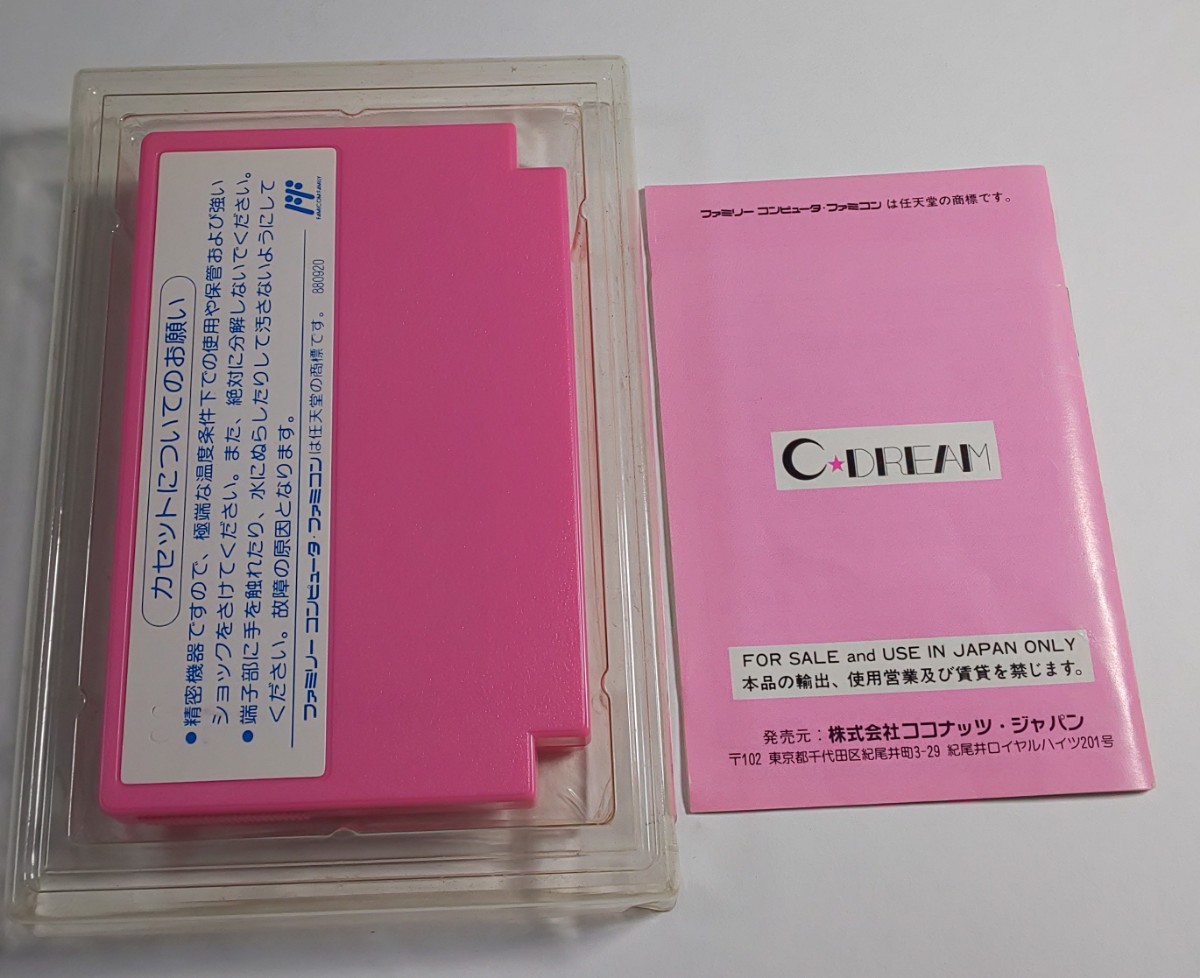 カセットについてのお願い
●精密機器ですので、極端な温度条件下での使用や保管および強い
ショックをさけてください。また、絶対に分解しないでください。
●端子部に手を触れたり、水にぬらしたりして汚さないようにして
ください。故障の原因となります。
ファミリー コンピュータ・ファミコンは任天堂の商標です。 880920
FAMICOM FAMILY
ファミリー コンピュータ・ファミコン は任天堂の商標です。
C★DREAM
FOR SALE and USE IN JAPAN ONLY
本品の輸出、使用営業及び賃貸を禁じます。
発売元：株式会社ココナッツ・ジャパン
〒102 東京都千代田区紀尾井町3-29 紀尾井ロイヤルハイツ201号